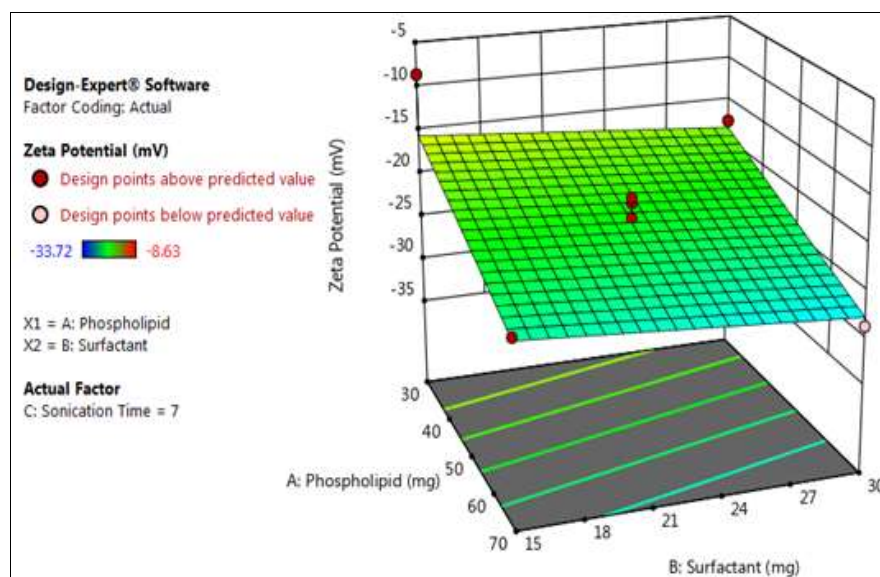 Design-Expert® Software
Factor Coding: Actual
Zeta Potential (mV)
Design points above predicted value
Design points below predicted value
-33.72 -8.63
X1 = A: Phospholipid
X2 = B: Surfactant
Actual Factor
C: Sonication Time = 7
Zeta Potential (mV)
-5
-10
-15
-20
-25
-30
-35
30
40
50
60
70
A: Phospholipid (mg)
15
18
21
24
27
30
B: Surfactant (mg)